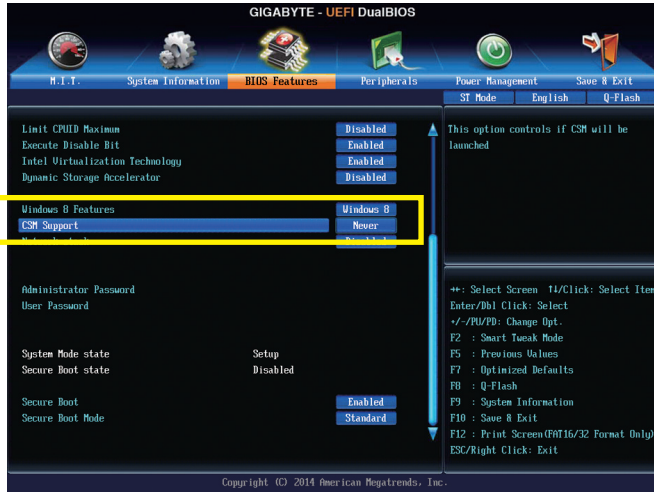 GIGABYTE - UEFI DualBIOS
M.I.T. System Information BIOS Features Peripherals Power Management Save & Exit
ST Mode English Q-Flash
Limit CPUID Maximum Disabled
Execute Disable Bit Enabled
Intel Virtualization Technology Enabled
Dynamic Storage Accelerator Disabled
Windows 8 Features Windows 8
CSM Support Never
Administrator Password
User Password
System Mode state Setup
Secure Boot state Disabled
Secure Boot Enabled
Secure Boot Mode Standard
This option controls if CSM will be
launched
↔: Select Screen ↑↓/Click: Select Item
Enter/Dbl Click: Select
+/-/PU/PD: Change Opt.
F2 : Smart Tweak Mode
F5 : Previous Values
F7 : Optimized Defaults
F8 : Q-Flash
F9 : System Information
F10 : Save & Exit
F12 : Print Screen(FAT16/32 Format Only)
ESC/Right Click: Exit
Copyright (C) 2014 American Megatrends, Inc.